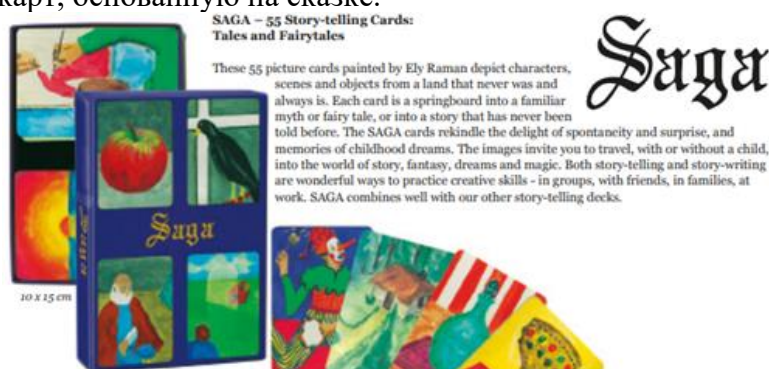 карт, основанную на сказке.
SAGA – 55 Story-telling Cards:
Tales and Fairytales
Saga
These 55 picture cards painted by Ely Raman depict characters,
scenes and objects from a land that never was and
always is. Each card is a springboard into a familiar
myth or fairy tale, or into a story that has never been
told before. The SAGA cards rekindle the delight of spontaneity and surprise, and
memories of childhood dreams. The images invite you to travel, with or without a child,
into the world of story, fantasy, dreams and magic. Both story-telling and story-writing
are wonderful ways to practice creative skills - in groups, with friends, in families, at
work. SAGA combines well with our other story-telling decks.
Saga
10 x 15 cm